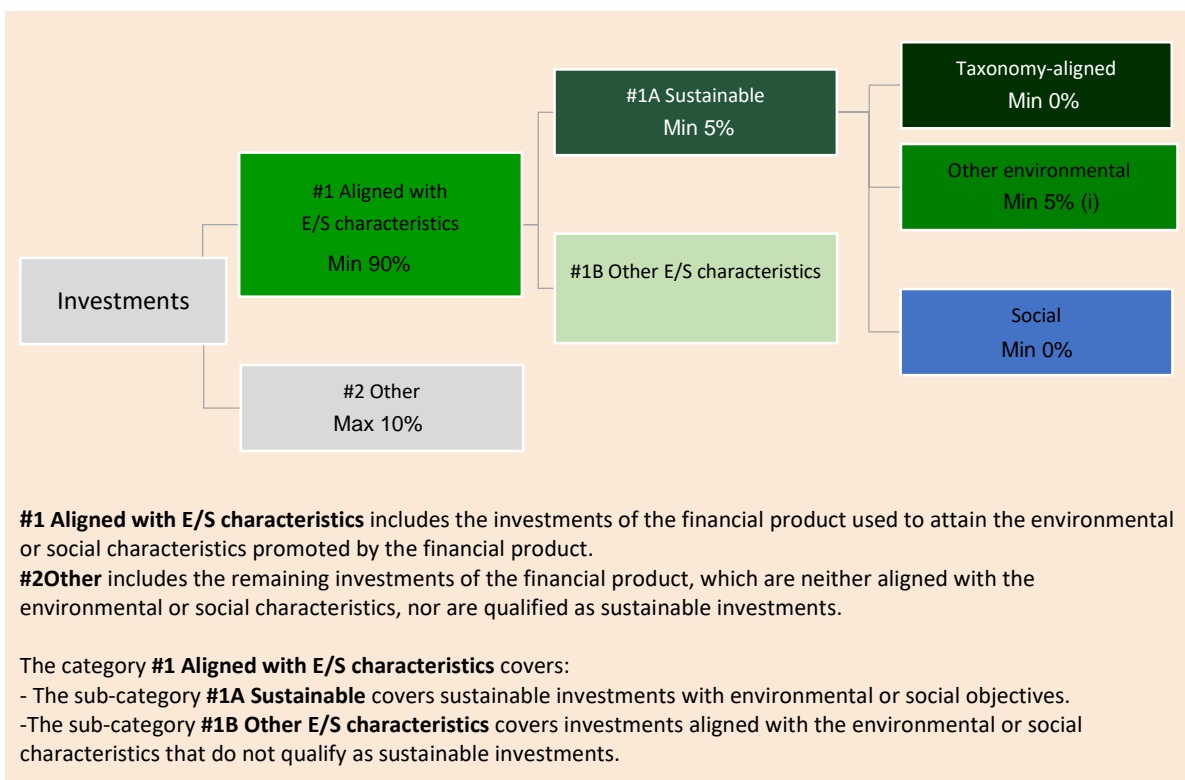 Investments
#1 Aligned with
E/S characteristics
Min 90%
#2 Other
Max 10%
#1A Sustainable
Min 5%
#1B Other E/S characteristics
Taxonomy-aligned
Min 0%
Other environmental
Min 5% (i)
Social
Min 0%
#1 Aligned with E/S characteristics includes the investments of the financial product used to attain the environmental
or social characteristics promoted by the financial product.
#2Other includes the remaining investments of the financial product, which are neither aligned with the
environmental or social characteristics, nor are qualified as sustainable investments.
The category #1 Aligned with E/S characteristics covers:
- The sub-category #1A Sustainable covers sustainable investments with environmental or social objectives.
-The sub-category #1B Other E/S characteristics covers investments aligned with the environmental or social
characteristics that do not qualify as sustainable investments.